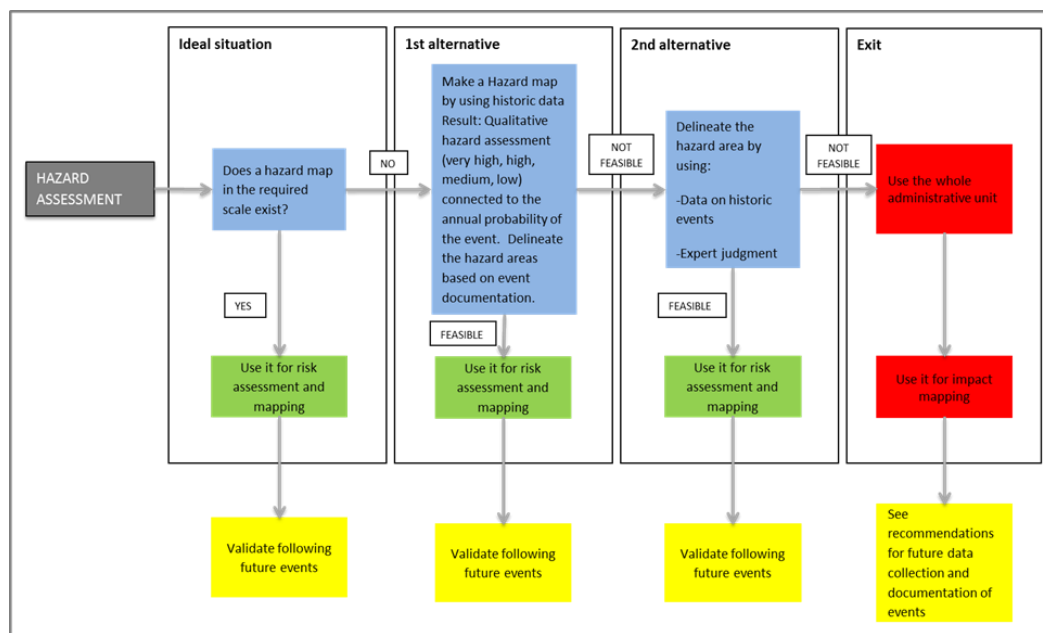 Ideal situation
1st alternative
2nd alternative
Exit
HAZARD
ASSESSMENT
Does a hazard map
in the required
scale exist?
NO
Make a Hazard map
by using historic data
Result: Qualitative
hazard assessment
(very high, high,
medium, low)
connected to the
annual probability of
the event. Delineate
the hazard areas
based on event
documentation.
NOT
FEASIBLE
Delineate the
hazard area by
using:
-Data on historic
events
-Expert judgment
NOT
FEASIBLE
Use the whole
administrative unit
YES
FEASIBLE
FEASIBLE
Use it for risk
assessment and
mapping
Use it for risk
assessment and
mapping
Use it for risk
assessment and
mapping
Use it for impact
mapping
Validate following
future events
Validate following
future events
Validate following
future events
See
recommendations
for future data
collection and
documentation of
events